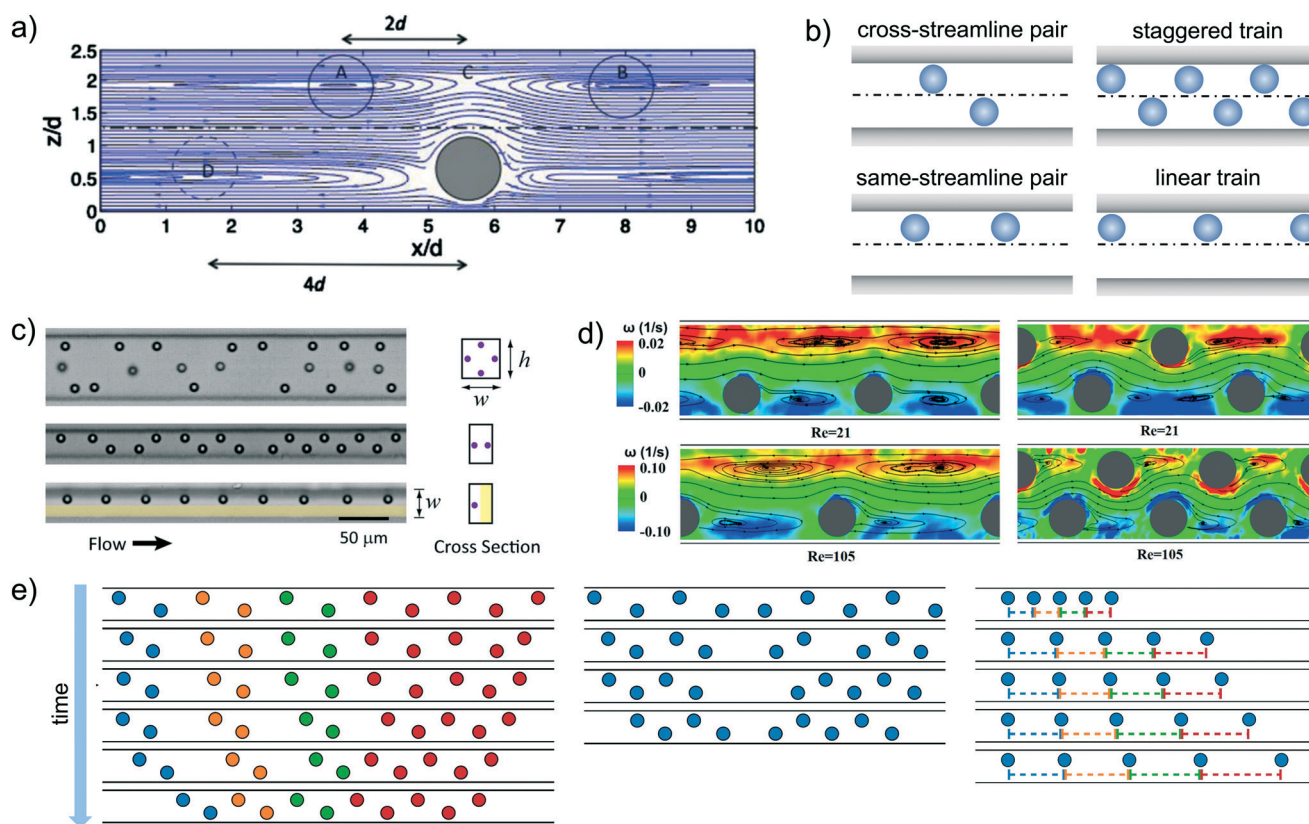 a)
2d
2.5
2
1.5
1
0.5
0
z/d
A
C
B
D
0 1 2 3 4 5 6 7 8 9 10
x/d
4d
b)
cross-streamline pair
staggered train
same-streamline pair
linear train
c)
h
w
w
Flow
50 μm
Cross Section
d)
ω (1/s)
0.02
0
-0.02
Re=21
ω (1/s)
0.10
0
-0.10
Re=105
Re=21
Re=105
e)
time